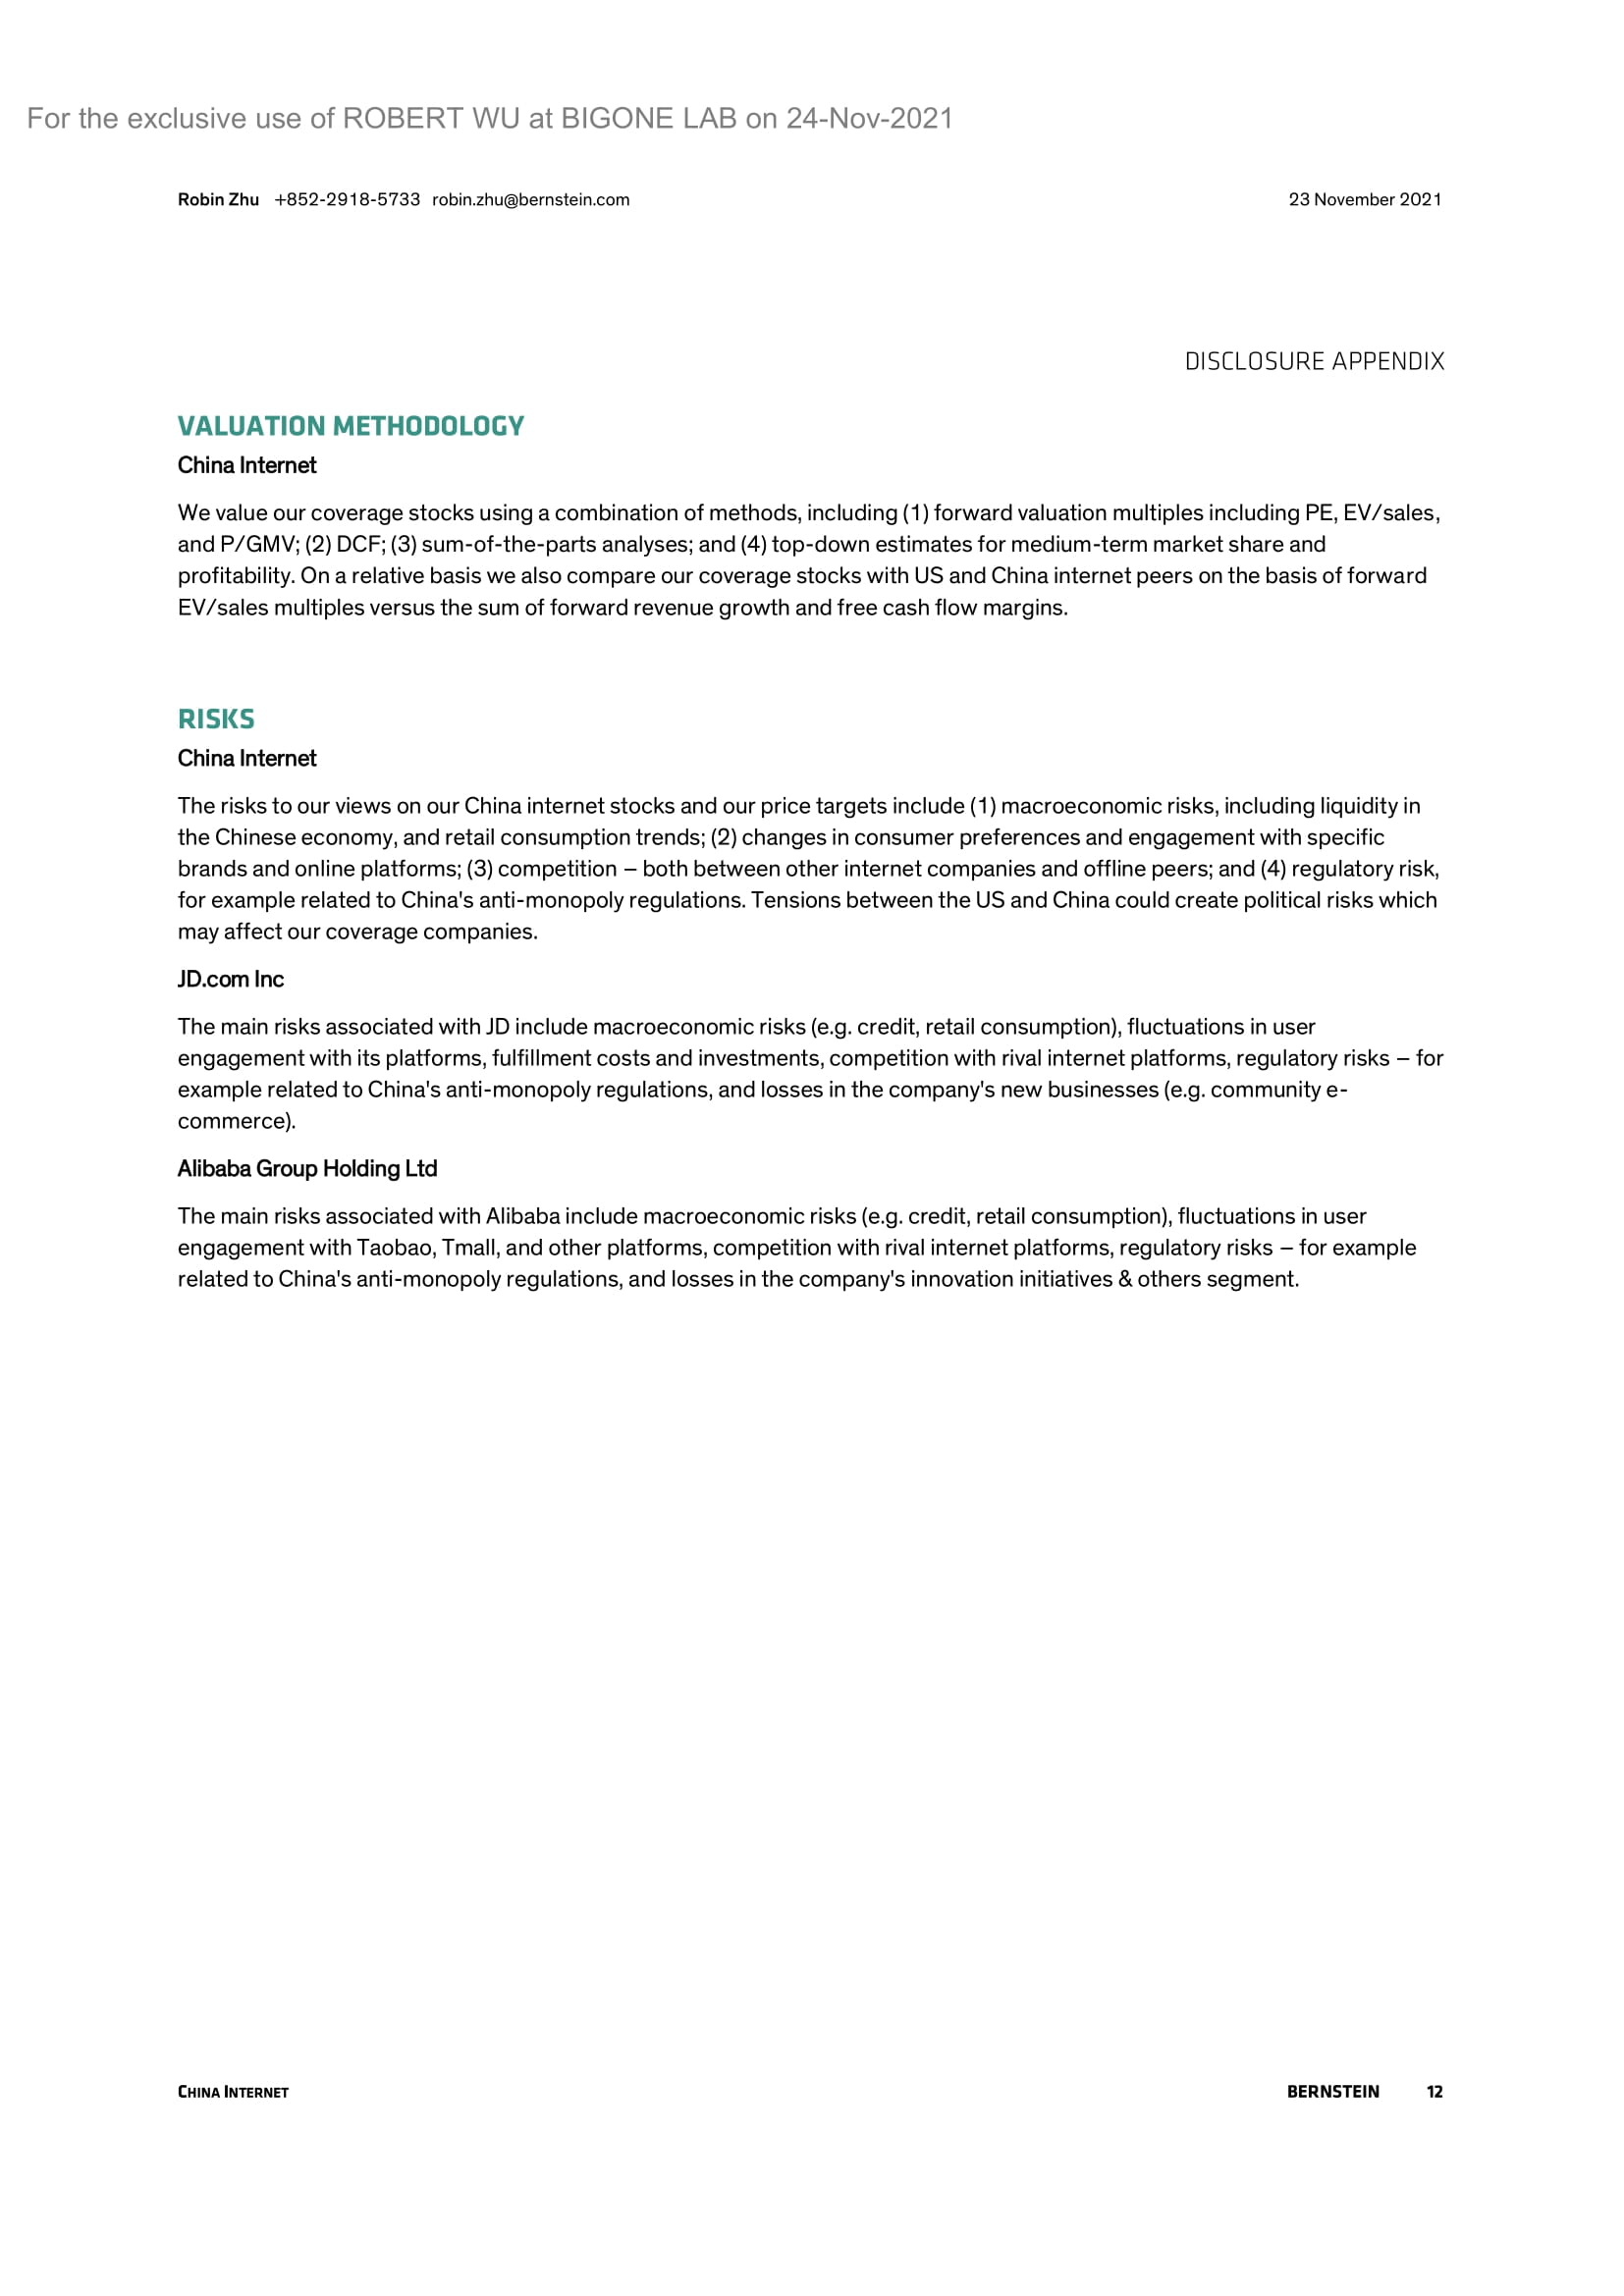 For the exclusive use of ROBERT WU at BIGONE LAB on 24-Nov-2021
Robin Zhu +852-2918-5733 robin.zhu@bernstein.com 23 November 2021
DISCLOSURE APPENDIX
VALUATION METHODOLOGY
China Internet
We value our coverage stocks using a combination of methods, including (1) forward valuation multiples including PE, EV/sales,
and P/GMV; (2) DCF; (3) sum-of-the-parts analyses; and (4) top-down estimates for medium-term market share and
profitability. On a relative basis we also compare our coverage stocks with US and China internet peers on the basis of forward
EV/sales multiples versus the sum of forward revenue growth and free cash flow margins.
RISKS
China Internet
The risks to our views on our China internet stocks and our price targets include (1) macroeconomic risks, including liquidity in
the Chinese economy, and retail consumption trends; (2) changes in consumer preferences and engagement with specific
brands and online platforms; (3) competition – both between other internet companies and offline peers; and (4) regulatory risk,
for example related to China's anti-monopoly regulations. Tensions between the US and China could create political risks which
may affect our coverage companies.
JD.com Inc
The main risks associated with JD include macroeconomic risks (e.g. credit, retail consumption), fluctuations in user
engagement with its platforms, fulfillment costs and investments, competition with rival internet platforms, regulatory risks – for
example related to China's anti-monopoly regulations, and losses in the company's new businesses (e.g. community e-
commerce).
Alibaba Group Holding Ltd
The main risks associated with Alibaba include macroeconomic risks (e.g. credit, retail consumption), fluctuations in user
engagement with Taobao, Tmall, and other platforms, competition with rival internet platforms, regulatory risks – for example
related to China's anti-monopoly regulations, and losses in the company's innovation initiatives & others segment.
CHINA INTERNET BERNSTEIN 12